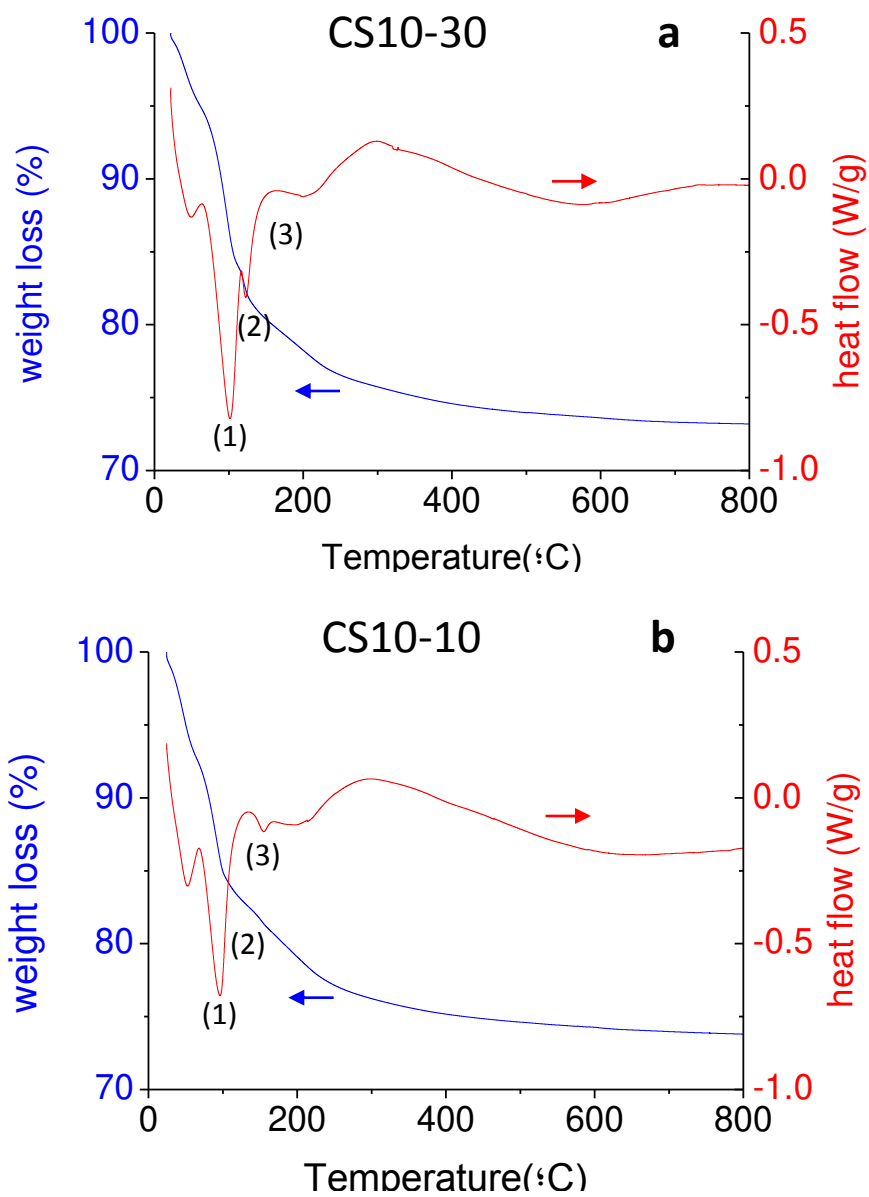 CS10-30 a
100
90
80
70
weight loss (%)
0.5
0.0
-0.5
-1.0
heat flow (W/g)
(3)
(2)
(1)
0 200 400 600 800
Temperature(؛C)
CS10-10 b
100
90
80
70
weight loss (%)
0.5
0.0
-0.5
-1.0
heat flow (W/g)
(3)
(2)
(1)
0 200 400 600 800
Temperature(؛C)